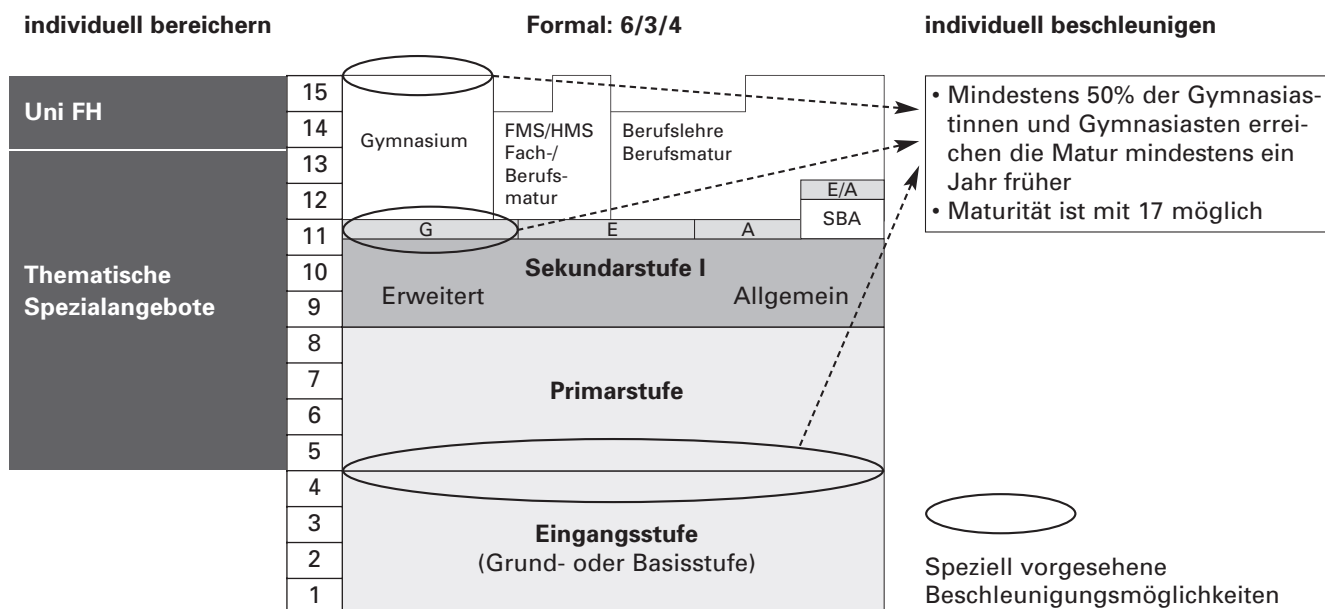 individuell bereichern
Formal: 6/3/4
individuell beschleunigen
Uni FH
Thematische
Spezialangebote
15
14
13
12
11
10
9
8
7
6
5
4
3
2
1
Gymnasium
FMS/HMS
Fach-/
Berufs-
matur
Berufslehre
Berufsmatur
E/A
SBA
G
E
A
Sekundarstufe I
Erweitert
Allgemein
Primarstufe
Eingangsstufe
(Grund- oder Basisstufe)
• Mindestens 50% der Gymnasias-
tinnen und Gymnasiasten errei-
chen die Matur mindestens ein
Jahr früher
• Maturität ist mit 17 möglich
Speziell vorgesehene
Beschleunigungsmöglichkeiten